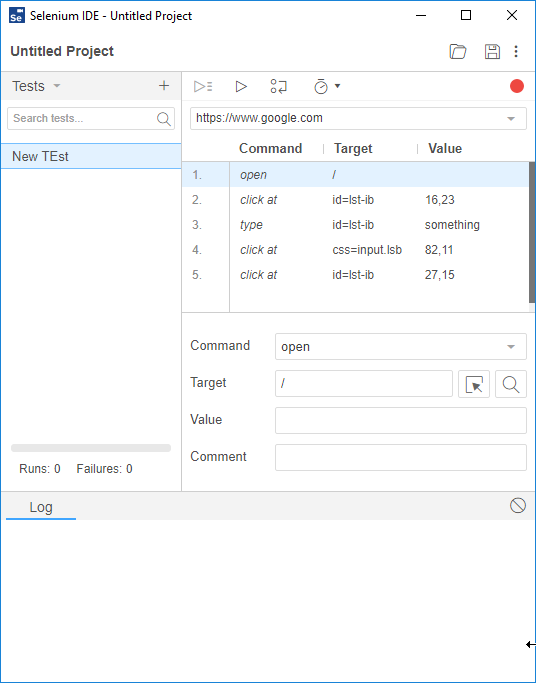 Se Selenium IDE - Untitled Project
Untitled Project
Tests
Search tests...
New TEst
Runs: 0 Failures: 0
https://www.google.com
Command Target Value
1. open /
2. click at id=lst-ib 16,23
3. type id=lst-ib something
4. click at css=input.lsb 82,11
5. click at id=lst-ib 27,15
Command open
Target /
Value
Comment
Log